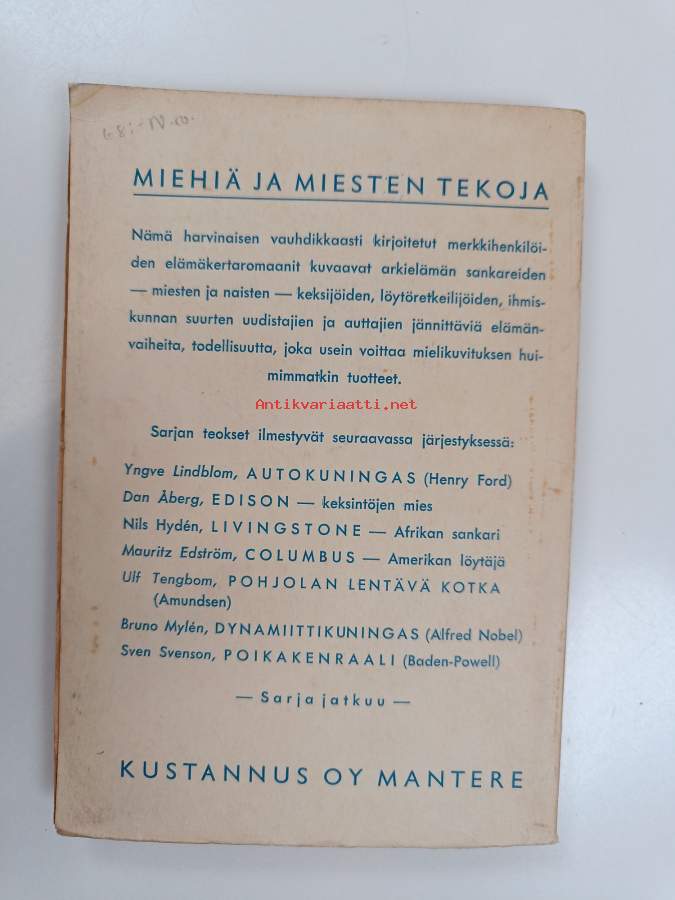 68:- N.o.
MIEHIÄ JA MIESTEN TEKOJA
Nämä harvinaisen vauhdikkaasti kirjoitetut merkkihenkilöi-
den elämäkertaromaanit kuvaavat arkielämän sankareiden
— miesten ja naisten — keksijöiden, löytöretkeilijöiden, ihmis-
kunnan suurten uudistajien ja auttajien jännittäviä elämän-
vaiheita, todellisuutta, joka usein voittaa mielikuvituksen hui-
mimmatkin tuotteet.
Antikvariaatti.net
Sarjan teokset ilmestyvät seuraavassa järjestyksessä:
Yngve Lindblom, AUTOKUNINGAS (Henry Ford)
Dan Åberg, EDISON — keksintöjen mies
Nils Hydén, LIVINGSTONE — Afrikan sankari
Mauritz Edström, COLUMBUS — Amerikan löytäjä
Ulf Tengbom, POHJOLAN LENTÄVÄ KOTKA
(Amundsen)
Bruno Mylén, DYNAMIITTIKUNINGAS (Alfred Nobel)
Sven Svenson, POIKAKENRAALI (Baden-Powell)
— Sarja jatkuu —
KUSTANNUS OY MANTERE